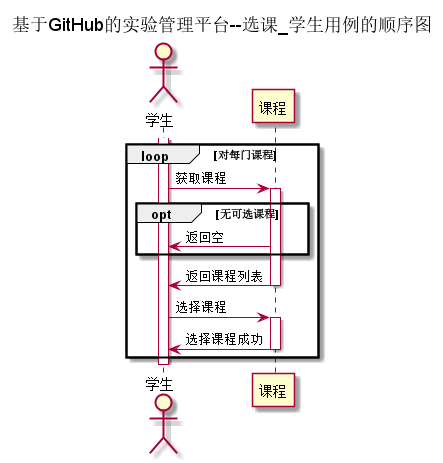 基于GitHub的实验管理平台--选课_学生用例的顺序图
学生
课程
loop [对每门课程]
获取课程
opt [无可选课程]
返回空
返回课程列表
选择课程
选择课程成功
学生
课程